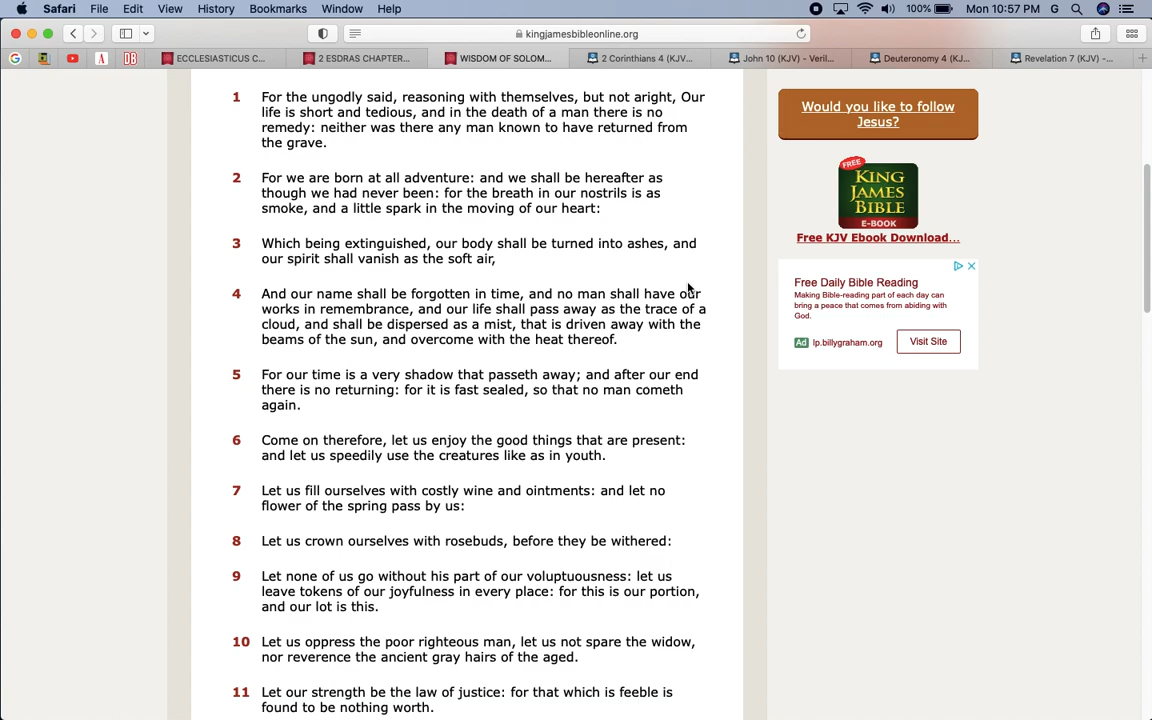 Safari File Edit View History Bookmarks Window Help 100% Mon 10:57 PM G
kingjamesbibleonline.org
G A DB ECCLESIASTICUS C... 2 ESDRAS CHAPTER... WISDOM OF SOLOM... 2 Corinthians 4 (KJV... John 10 (KJV) - Veril... Deuteronomy 4 (KJ... Revelation 7 (KJV) -...
1 For the ungodly said, reasoning with themselves, but not aright, Our
life is short and tedious, and in the death of a man there is no
remedy: neither was there any man known to have returned from
the grave.
2 For we are born at all adventure: and we shall be hereafter as
though we had never been: for the breath in our nostrils is as
smoke, and a little spark in the moving of our heart:
3 Which being extinguished, our body shall be turned into ashes, and
our spirit shall vanish as the soft air,
4 And our name shall be forgotten in time, and no man shall have our
works in remembrance, and our life shall pass away as the trace of a
cloud, and shall be dispersed as a mist, that is driven away with the
beams of the sun, and overcome with the heat thereof.
5 For our time is a very shadow that passeth away; and after our end
there is no returning: for it is fast sealed, so that no man cometh
again.
6 Come on therefore, let us enjoy the good things that are present:
and let us speedily use the creatures like as in youth.
7 Let us fill ourselves with costly wine and ointments: and let no
flower of the spring pass by us:
8 Let us crown ourselves with rosebuds, before they be withered:
9 Let none of us go without his part of our voluptuousness: let us
leave tokens of our joyfulness in every place: for this is our portion,
and our lot is this.
10 Let us oppress the poor righteous man, let us not spare the widow,
nor reverence the ancient gray hairs of the aged.
11 Let our strength be the law of justice: for that which is feeble is
found to be nothing worth.
Would you like to follow
Jesus?
FREE
KING
JAMES
BIBLE
E-BOOK
Free KJV Ebook Download...
Free Daily Bible Reading
Making Bible-reading part of each day can
bring a peace that comes from abiding with
God.
Ad lp.billygraham.org Visit Site